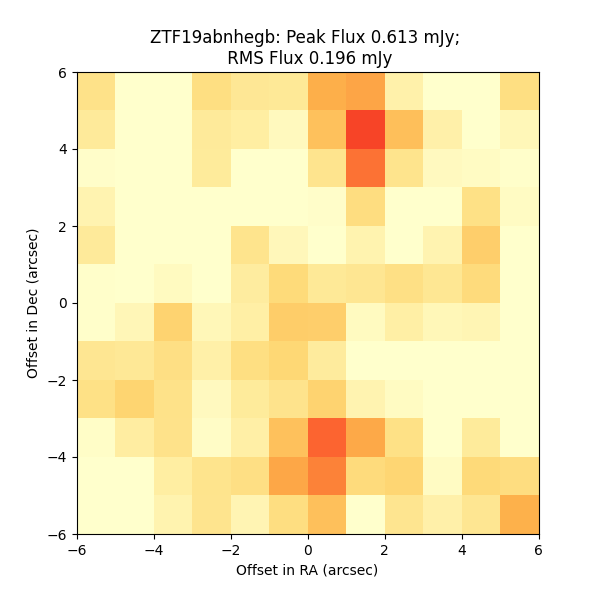 ZTF19abnhegb: Peak Flux 0.613 mJy;
RMS Flux 0.196 mJy
6
4
2
0
−2
−4
−6
Offset in Dec (arcsec)
−6 −4 −2 0 2 4 6
Offset in RA (arcsec)